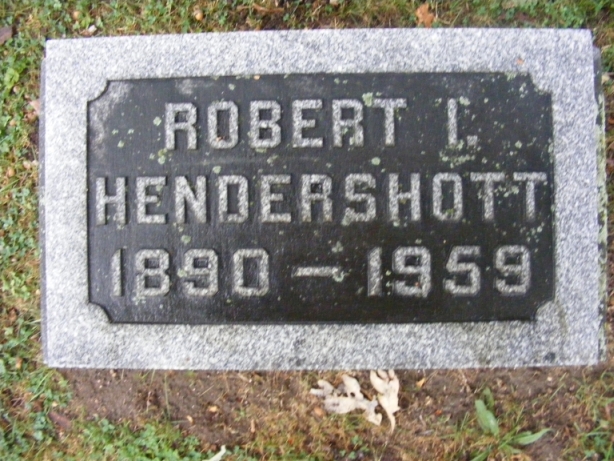 ROBERT I.
HENDERSHOTT
1890 — 1959